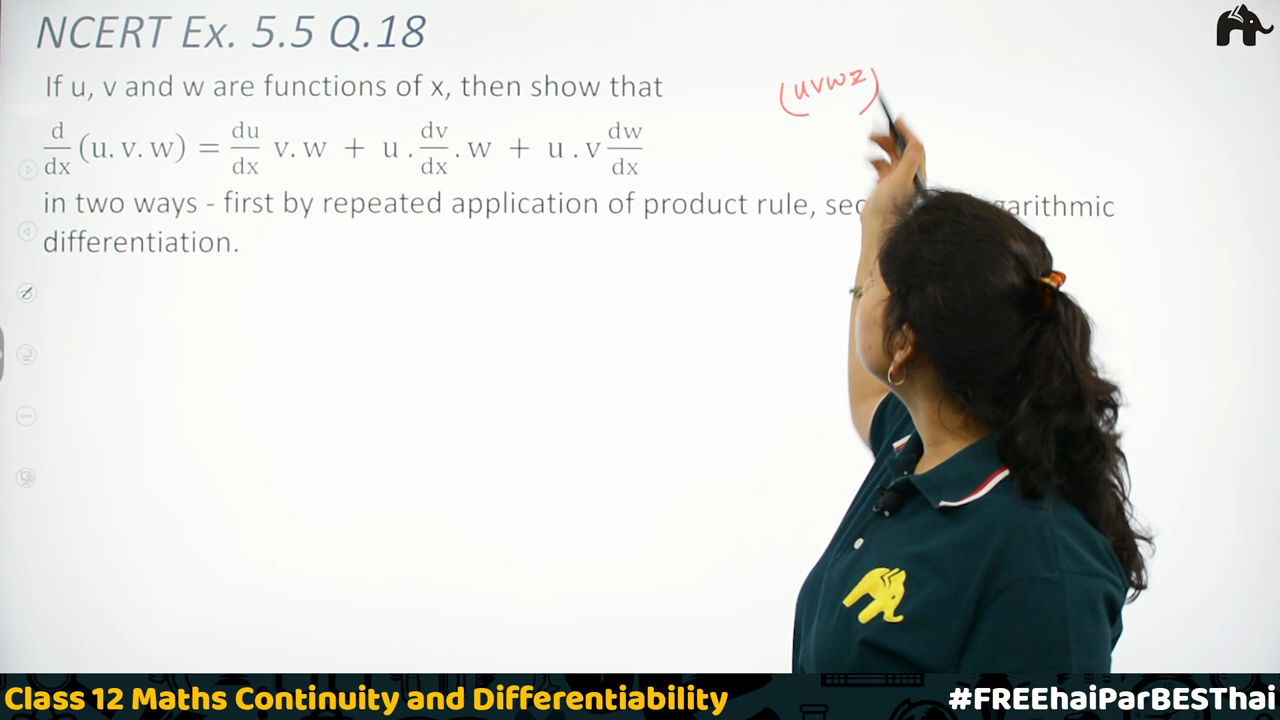 NCERT Ex. 5.5 Q.18
If u, v and w are functions of x, then show that
(uvwz)
d/dx (u. v. w) = du/dx v. w + u . dv/dx . w + u . v dw/dx
in two ways - first by repeated application of product rule,
differentiation.
Class 12 Maths Continuity and Differentiability
#FREEhaiParBESThai